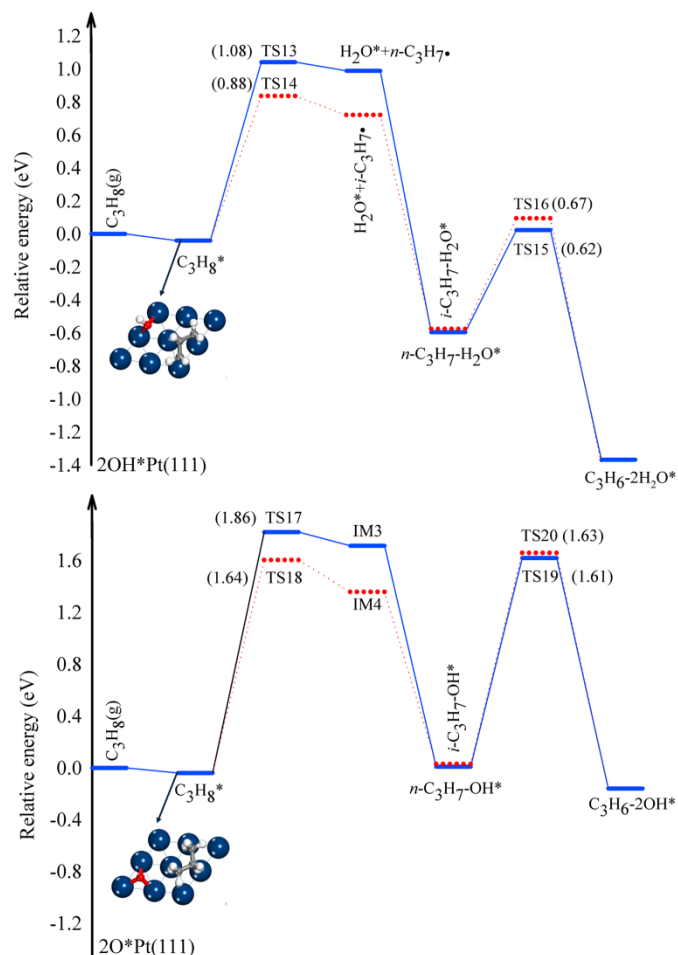 1.2
1.0
0.8
0.6
0.4
0.2
0.0
-0.2
-0.4
-0.6
-0.8
-1.0
-1.2
-1.4
Relative energy (eV)
C3H8(g)
C3H8*
(1.08) TS13
(0.88) TS14
H2O*+n-C3H7•
H2O*+i-C3H7•
i-C3H7-H2O*
n-C3H7-H2O*
TS16 (0.67)
TS15 (0.62)
C3H6-2H2O*
2OH*Pt(111)
1.6
1.2
0.8
0.4
0.0
-0.4
-0.8
-1.2
Relative energy (eV)
C3H8(g)
C3H8*
(1.86) TS17
(1.64) TS18
IM3
IM4
i-C3H7-OH*
n-C3H7-OH*
TS20 (1.63)
TS19 (1.61)
C3H6-2OH*
2O*Pt(111)